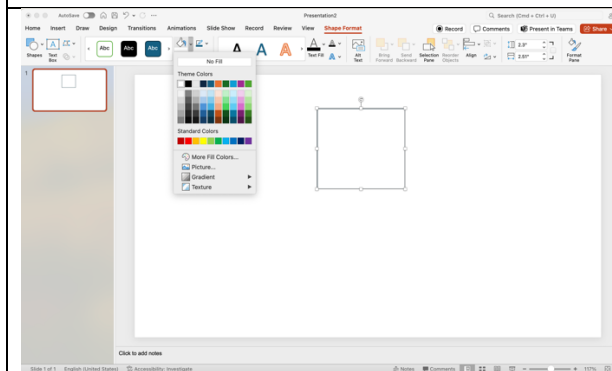 AutoSave
Presentation2
Search (Cmd + Ctrl + U)
Home Insert Draw Design Transitions Animations Slide Show Record Review View Shape Format
Record Comments Present in Teams Share
Shapes Text Box Abc Abc Abc A A A Text Fill Alt Text Bring Forward Send Backward Selection Pane Reorder Objects Align 2.3" 2.51" Format Pane
No Fill
Theme Colors
Standard Colors
More Fill Colors...
Picture...
Gradient
Texture
1
Click to add notes
Slide 1 of 1 English (United States) Accessibility: Investigate Notes Comments 117%